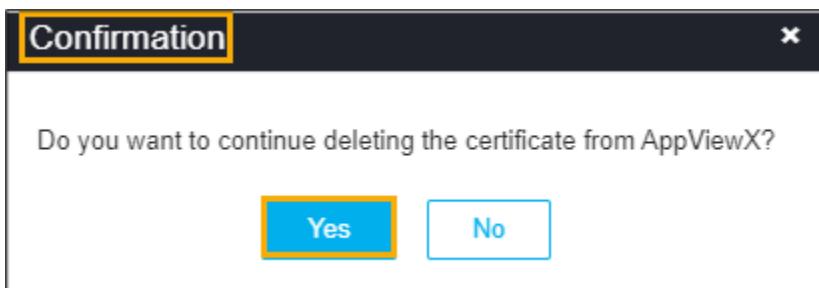 Confirmation
Do you want to continue deleting the certificate from AppViewX?
Yes
No